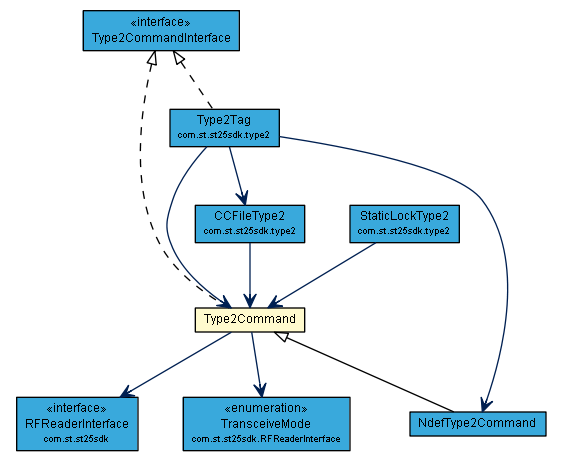 «interface»
Type2CommandInterface
Type2Tag
com.st.st25sdk.type2
CCFileType2
com.st.st25sdk.type2
StaticLockType2
com.st.st25sdk.type2
Type2Command
«interface»
RFReaderInterface
com.st.st25sdk
«enumeration»
TransceiveMode
com.st.st25sdk.RFReaderInterface
NdefType2Command